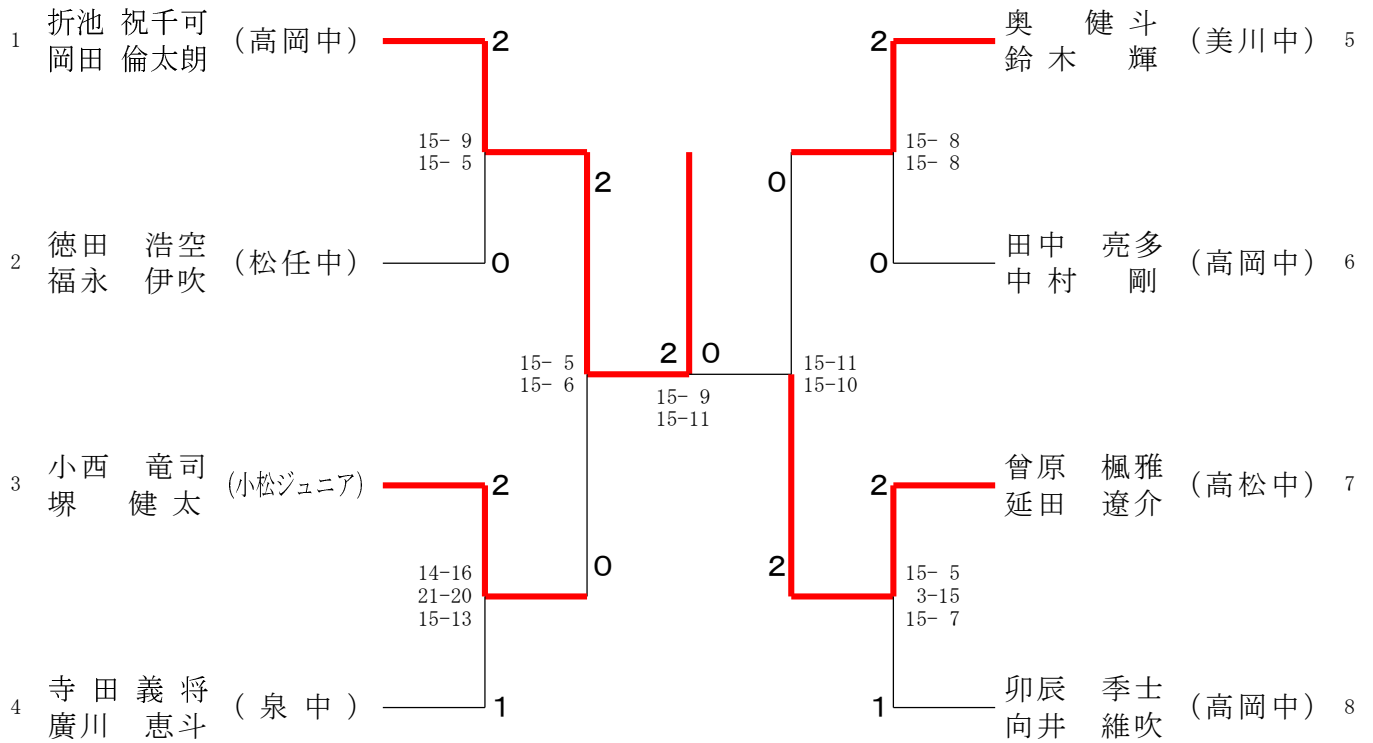 1 折池 祝千可 (高岡中) 2
岡田 倫太朗
15- 9
15- 5
2
2 徳田 浩空 (松任中) 0
福永 伊吹
15- 5
15- 6
3 小西 竜司 (小松ジュニア) 2
堺 健太
14-16
21-20
15-13
0
4 寺田義将 (泉中) 1
廣川 恵斗
2 0
15- 9
15-11
2 奥 健斗 (美川中) 5
鈴木 輝
15- 8
15- 8
0
0 田中 亮多 (高岡中) 6
中村 剛
15-11
15-10
2 曾原 楓雅 (高松中) 7
延田 遼介
2
15- 5
3-15
15- 7
1 卯辰 季士 (高岡中) 8
向井 維吹